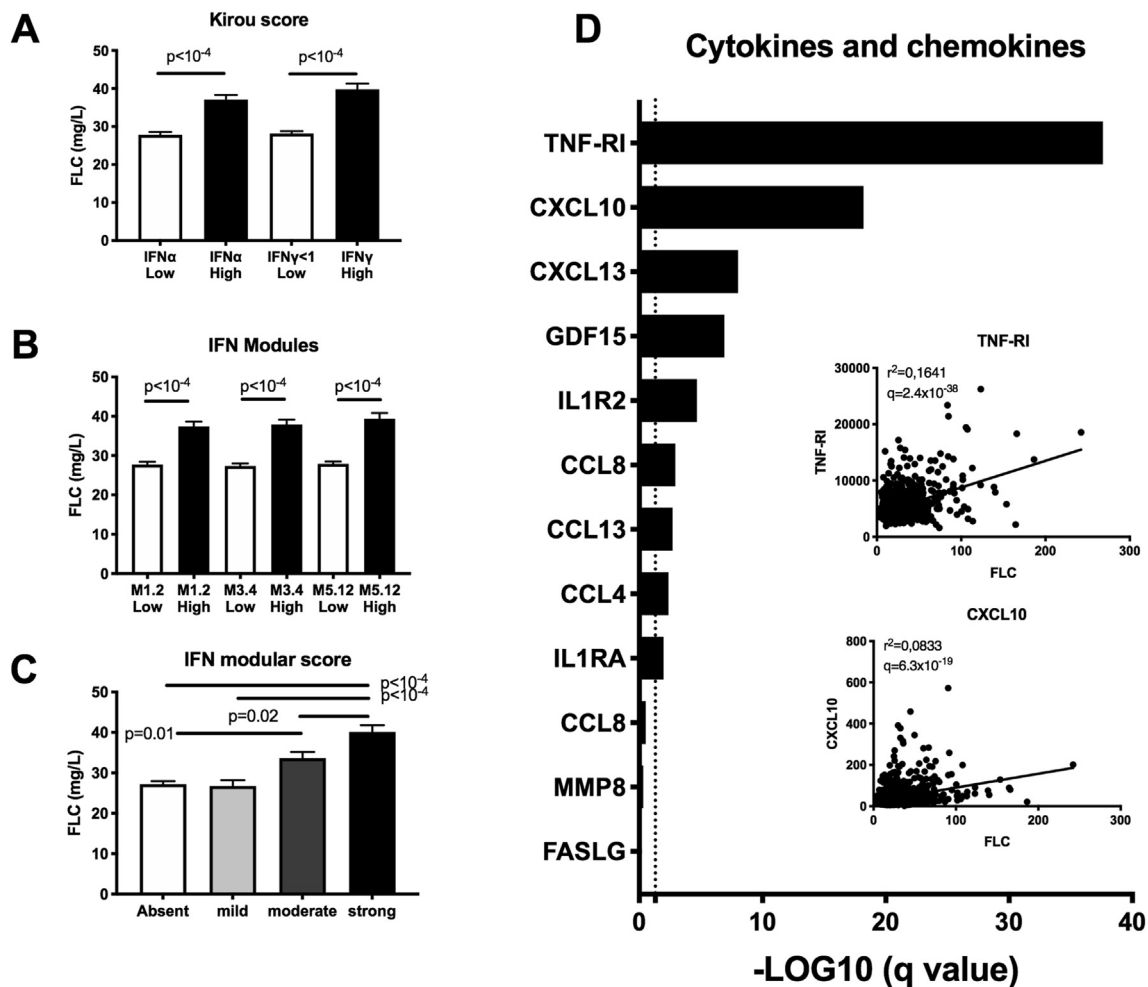 A
Kirou score
p<10-4
p<10-4
FLC (mg/L)
50
40
30
20
10
0
IFNα
Low
IFNα
High
IFNγ<1
Low
IFNγ
High
B
IFN Modules
p<10-4
p<10-4
p<10-4
FLC (mg/L)
50
40
30
20
10
0
M1.2
Low
M1.2
High
M3.4
Low
M3.4
High
M5.12
Low
M5.12
High
C
IFN modular score
p<10-4
p<10-4
p=0.02
p=0.01
FLC (mg/L)
50
40
30
20
10
0
Absent mild moderate strong
D
Cytokines and chemokines
TNF-RI
CXCL10
CXCL13
GDF15
IL1R2
CCL8
CCL13
CCL4
IL1RA
CCL8
MMP8
FASLG
0 10 20 30 40
-LOG10 (q value)
TNF-RI
r2=0,1641
q=2.4x10-38
TNF-RI
30000
20000
10000
0
0 100 200 300
FLC
CXCL10
r2=0,0833
q=6.3x10-19
CXCL10
800
600
400
200
0
0 100 200 300
FLC